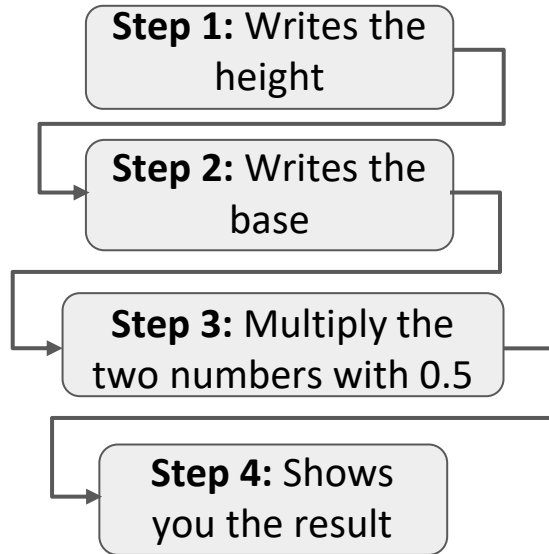 Step 1: Writes the
height
Step 2: Writes the
base
Step 3: Multiply the
two numbers with 0.5
Step 4: Shows
you the result